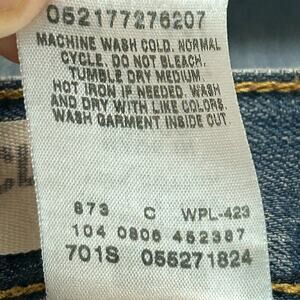 052177276207
MACHINE WASH COLD. NORMAL
CYCLE. DO NOT BLEACH.
TUMBLE DRY MEDIUM.
HOT IRON IF NEEDED. WASH
AND DRY WITH LIKE COLORS.
WASH GARMENT INSIDE OUT.
873 C WPL-423
104 0806 452387
701S 055271824